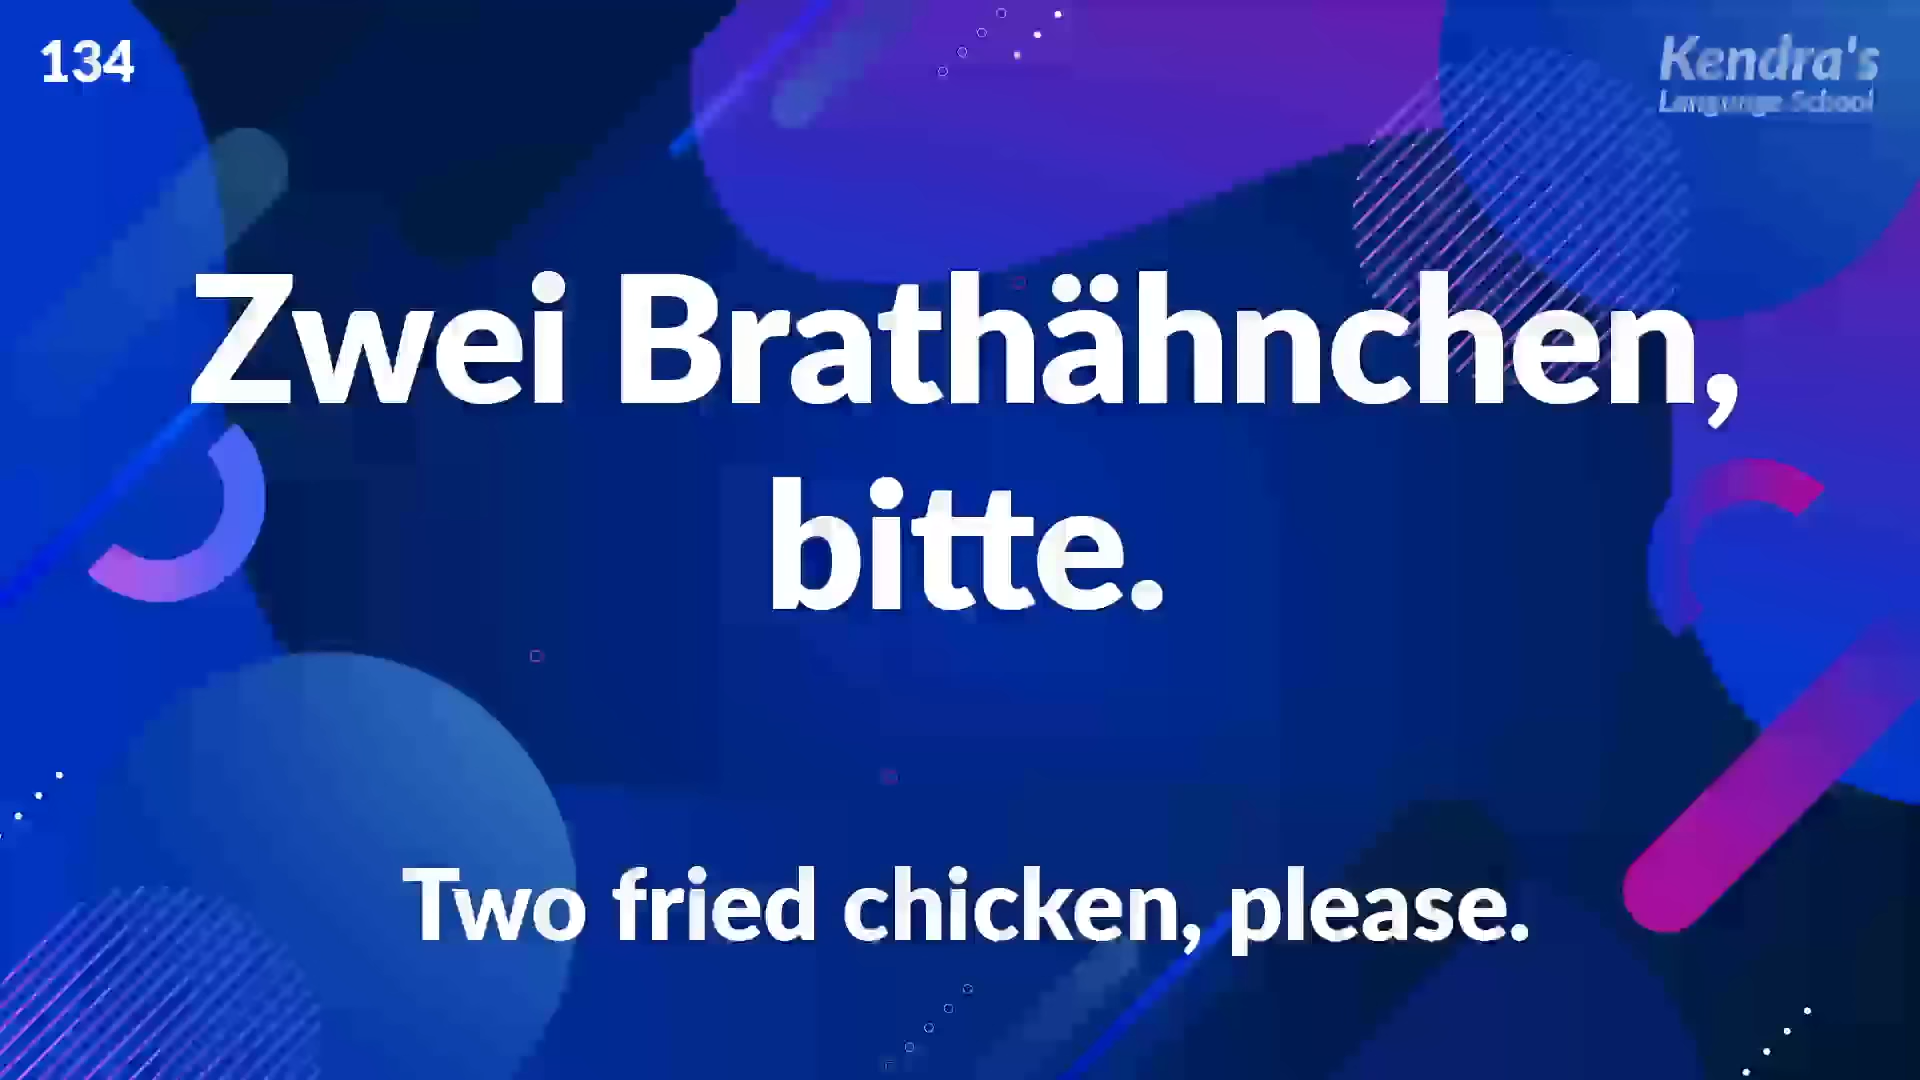 134
Kendra's
Language School
Zwei Brathähnchen,
bitte.
Two fried chicken, please.